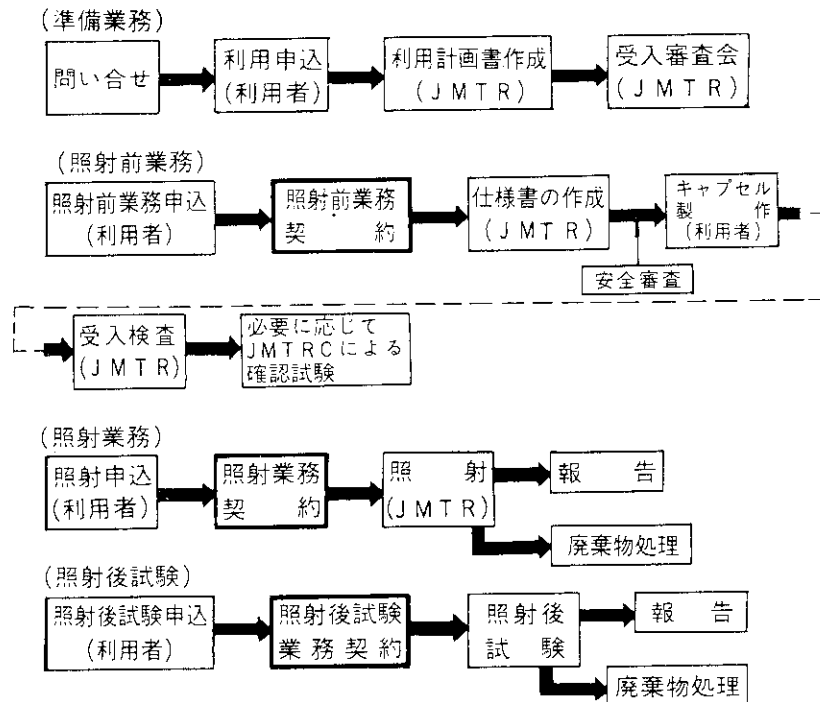 (準備業務)
問い合せ
利用申込
(利用者)
利用計画書作成
(JMTR)
受入審査会
(JMTR)
(照射前業務)
照射前業務申込
(利用者)
照射前業務
契約
仕様書の作成
(JMTR)
キャプセル
製作
(利用者)
安全審査
受入検査
(JMTR)
必要に応じて
JMTRCによる
確認試験
(照射業務)
照射申込
(利用者)
照射業務
契約
照射
(JMTR)
報告
廃棄物処理
(照射後試験)
照射後試験申込
(利用者)
照射後試験
業務契約
照射後
試験
報告
廃棄物処理